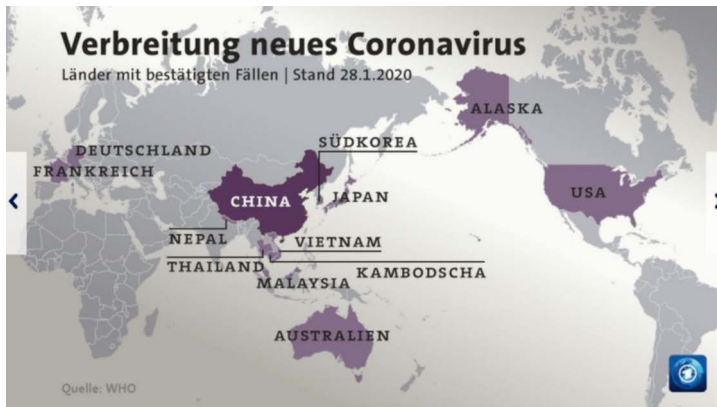 Verbreitung neues Coronavirus
Länder mit bestätigten Fällen | Stand 28.1.2020
ALASKA
SÜDKOREA
DEUTSCHLAND
FRANKREICH
CHINA
JAPAN
USA
NEPAL
VIETNAM
THAILAND
KAMBODSCHA
MALAYSIA
AUSTRALIEN
Quelle: WHO